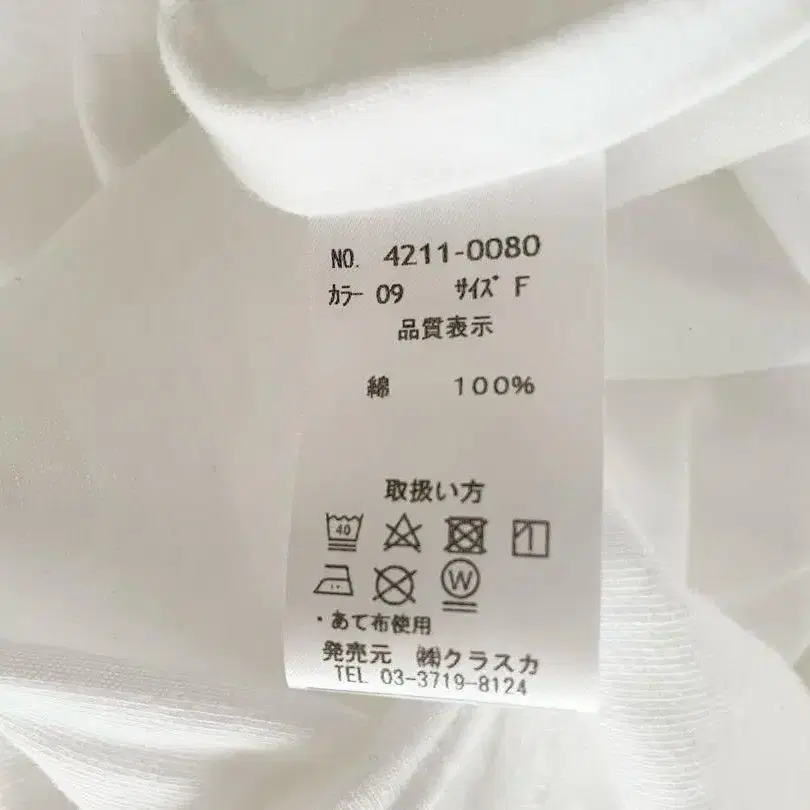 NO. 4211-0080
カラー 09 サイズ F
品質表示
綿 100%
取扱い方
40
W
・あて布使用
発売元 ㈱クラスカ
TEL 03-3719-8124